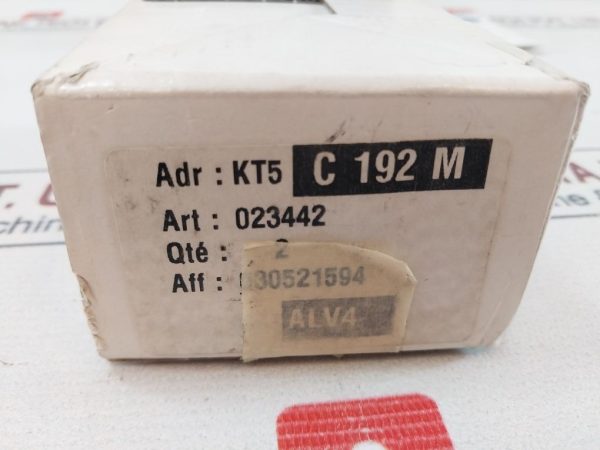 Adr : KT5 C 192 M
Art : 023442
Qté : 2
Aff : 30521594
ALV4